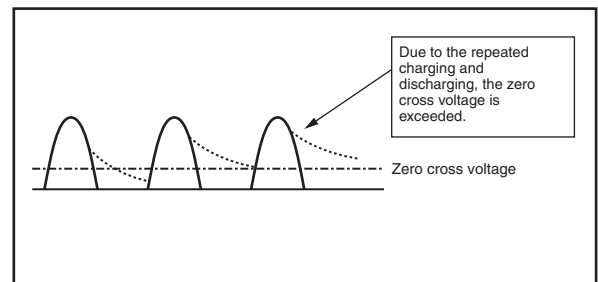 Due to the repeated
charging and
discharging, the zero
cross voltage is
exceeded.
Zero cross voltage